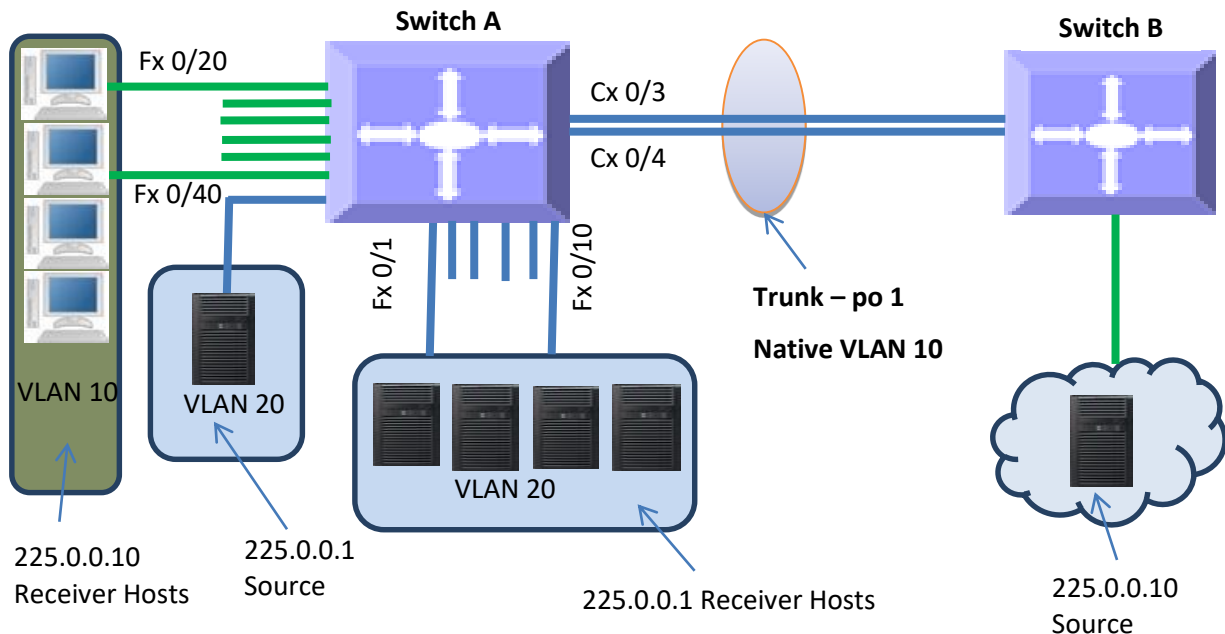 Switch A
Switch B
Fx 0/20
Cx 0/3
Cx 0/4
Fx 0/40
Fx 0/1
Fx 0/10
Trunk – po 1
Native VLAN 10
VLAN 10
VLAN 20
VLAN 20
225.0.0.10
Receiver Hosts
225.0.0.1
Source
225.0.0.1 Receiver Hosts
225.0.0.10
Source